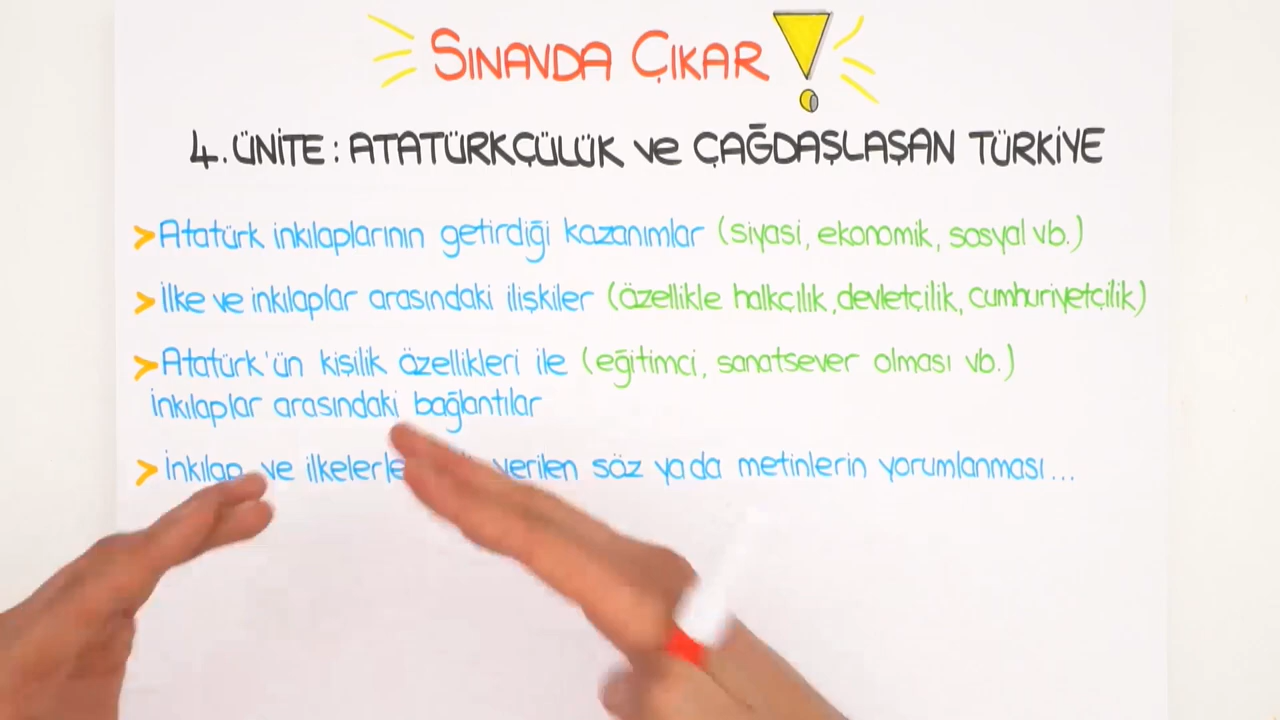 SINAVDA ÇIKAR !
4. ÜNİTE : ATATÜRKÇÜLÜK ve ÇAĞDAŞLAŞAN TÜRKİYE
> Atatürk inkılaplarının getirdiği kazanımlar (siyasi, ekonomik, sosyal vb.)
> İlke ve inkılaplar arasındaki ilişkiler (özellikle halkçılık, devletçilik, cumhuriyetçilik)
> Atatürk'ün kişilik özellikleri ile (eğitimci, sanatsever olması vb.)
inkılaplar arasındaki bağlantılar
> İnkılap ve ilkelerle verilen söz ya da metinlerin yorumlanması...